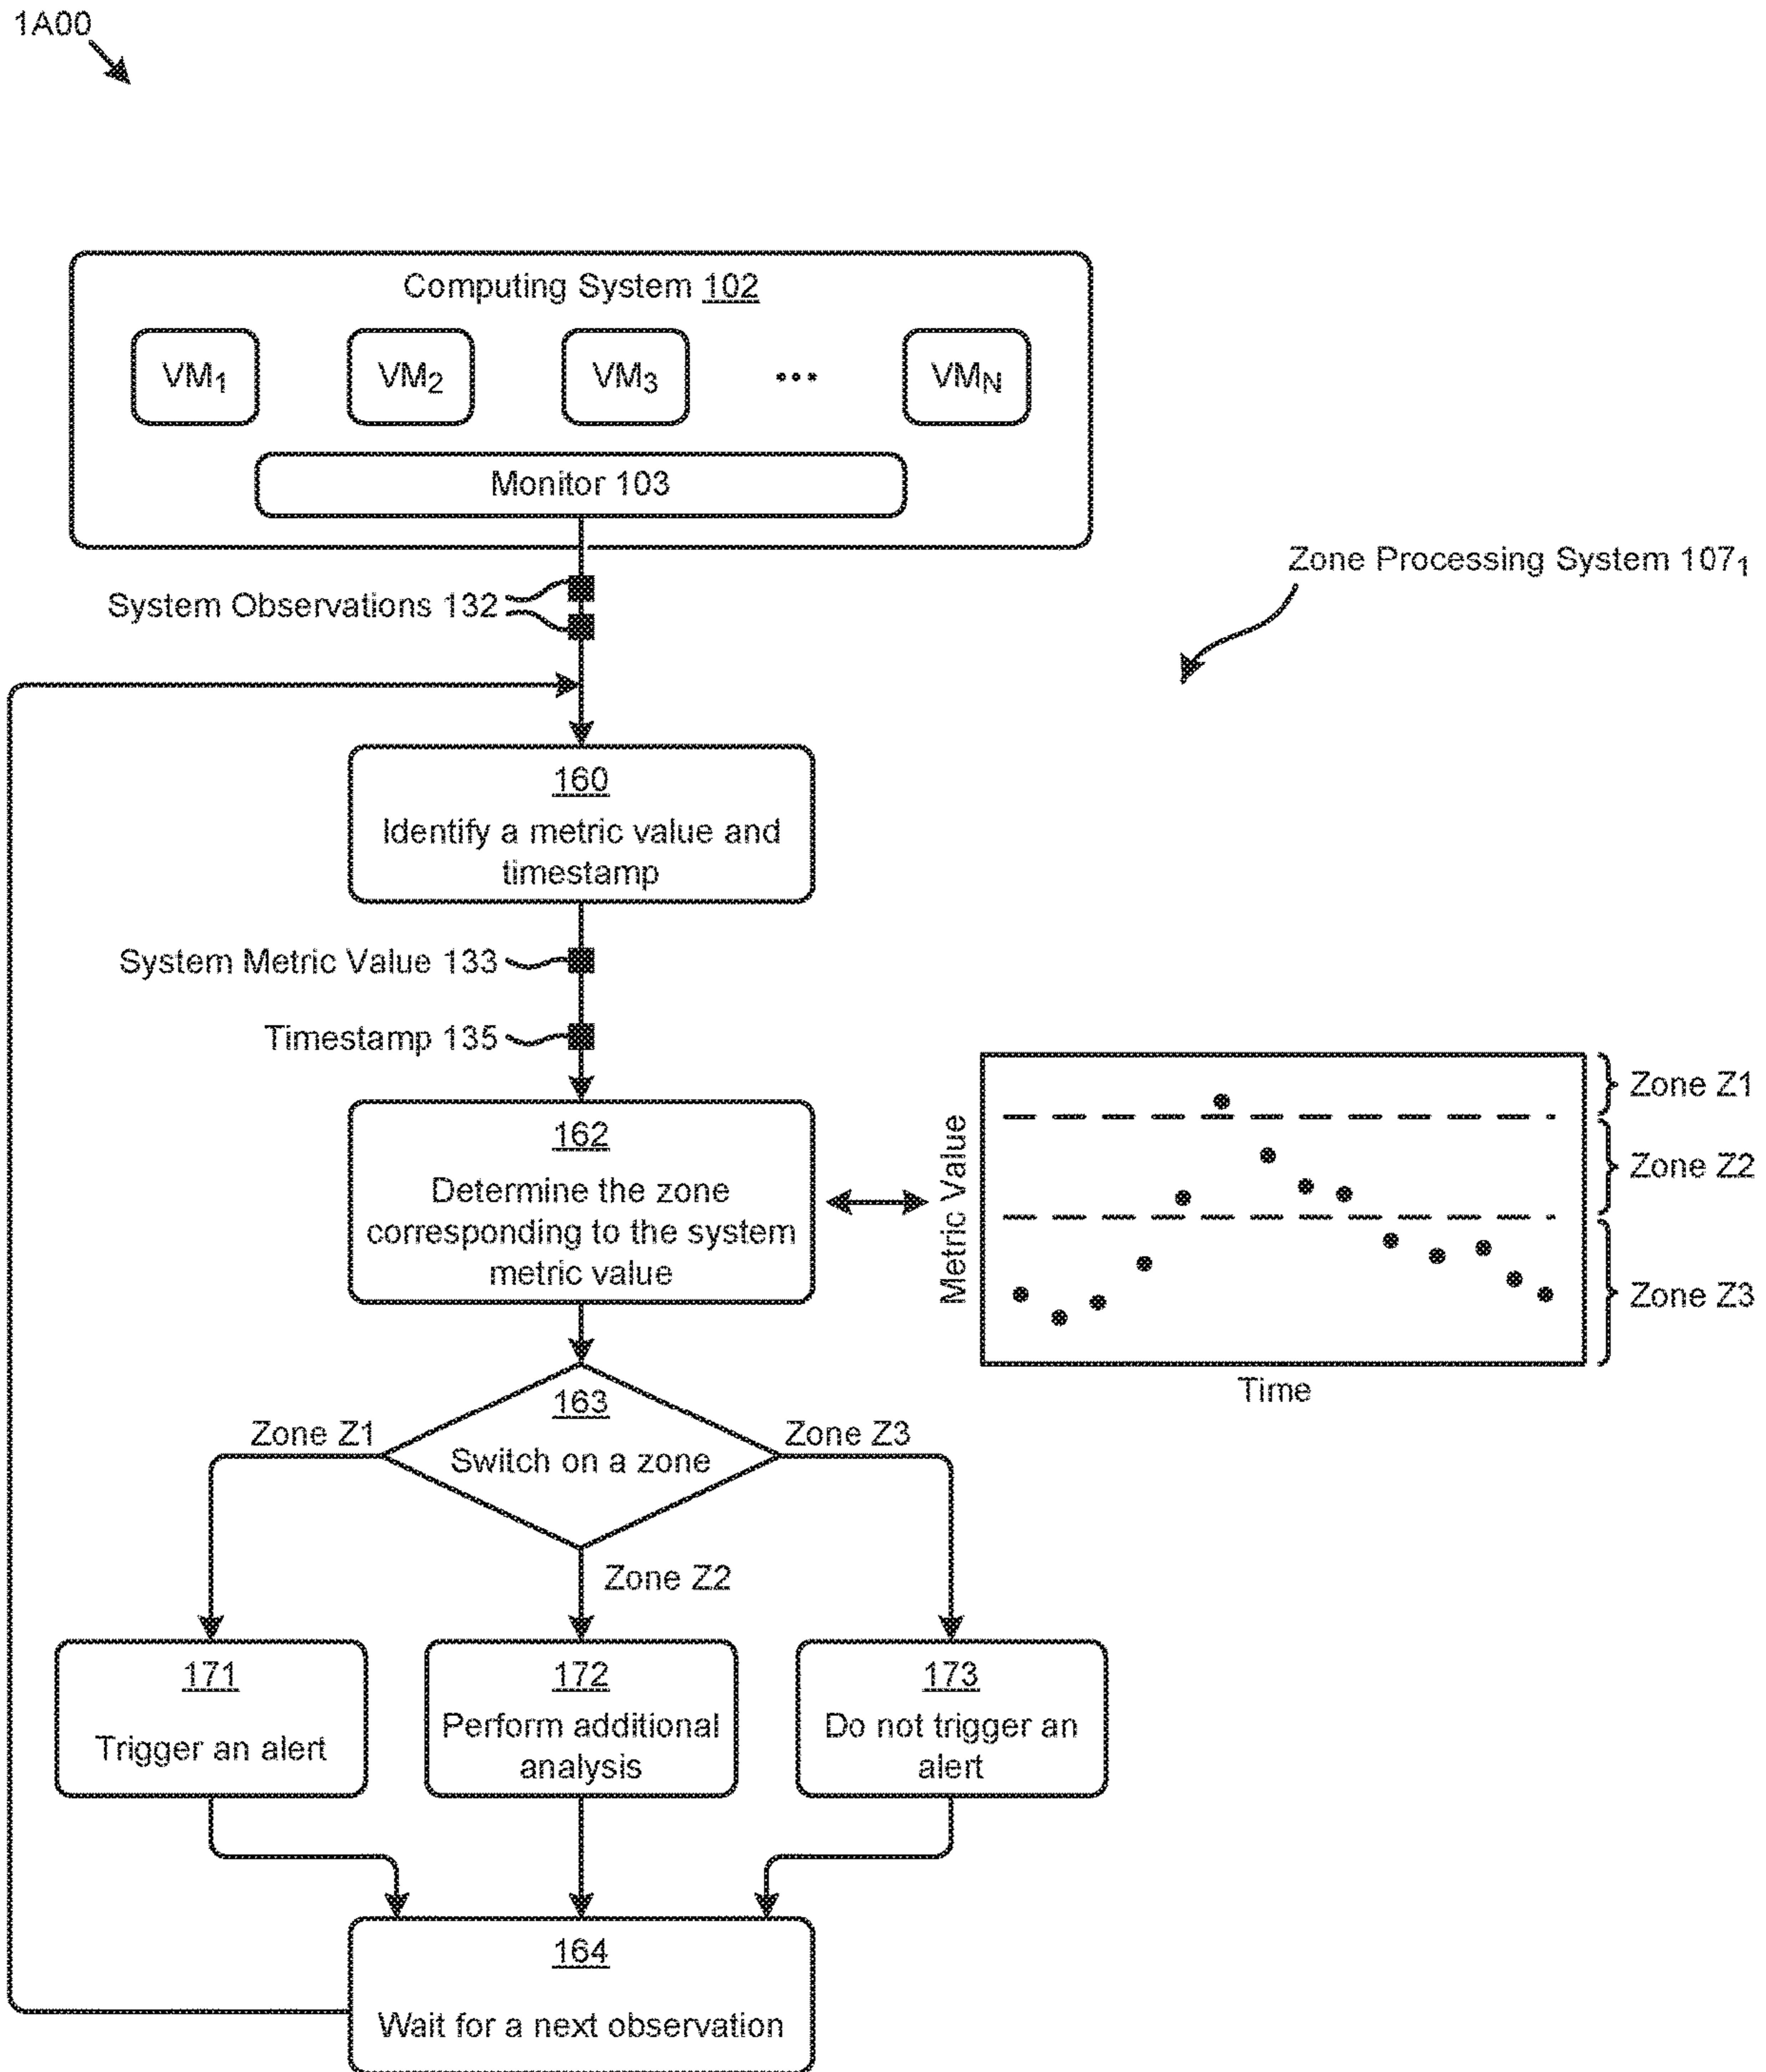 1A00
Computing System 102
VM1
VM2
VM3
...
VMN
Monitor 103
Zone Processing System 1071
System Observations 132
160
Identify a metric value and
timestamp
System Metric Value 133
Timestamp 135
162
Determine the zone
corresponding to the system
metric value
Metric Value
Time
Zone Z1
Zone Z2
Zone Z3
163
Switch on a zone
Zone Z1
Zone Z3
Zone Z2
171
Trigger an alert
172
Perform additional
analysis
173
Do not trigger an
alert
164
Wait for a next observation